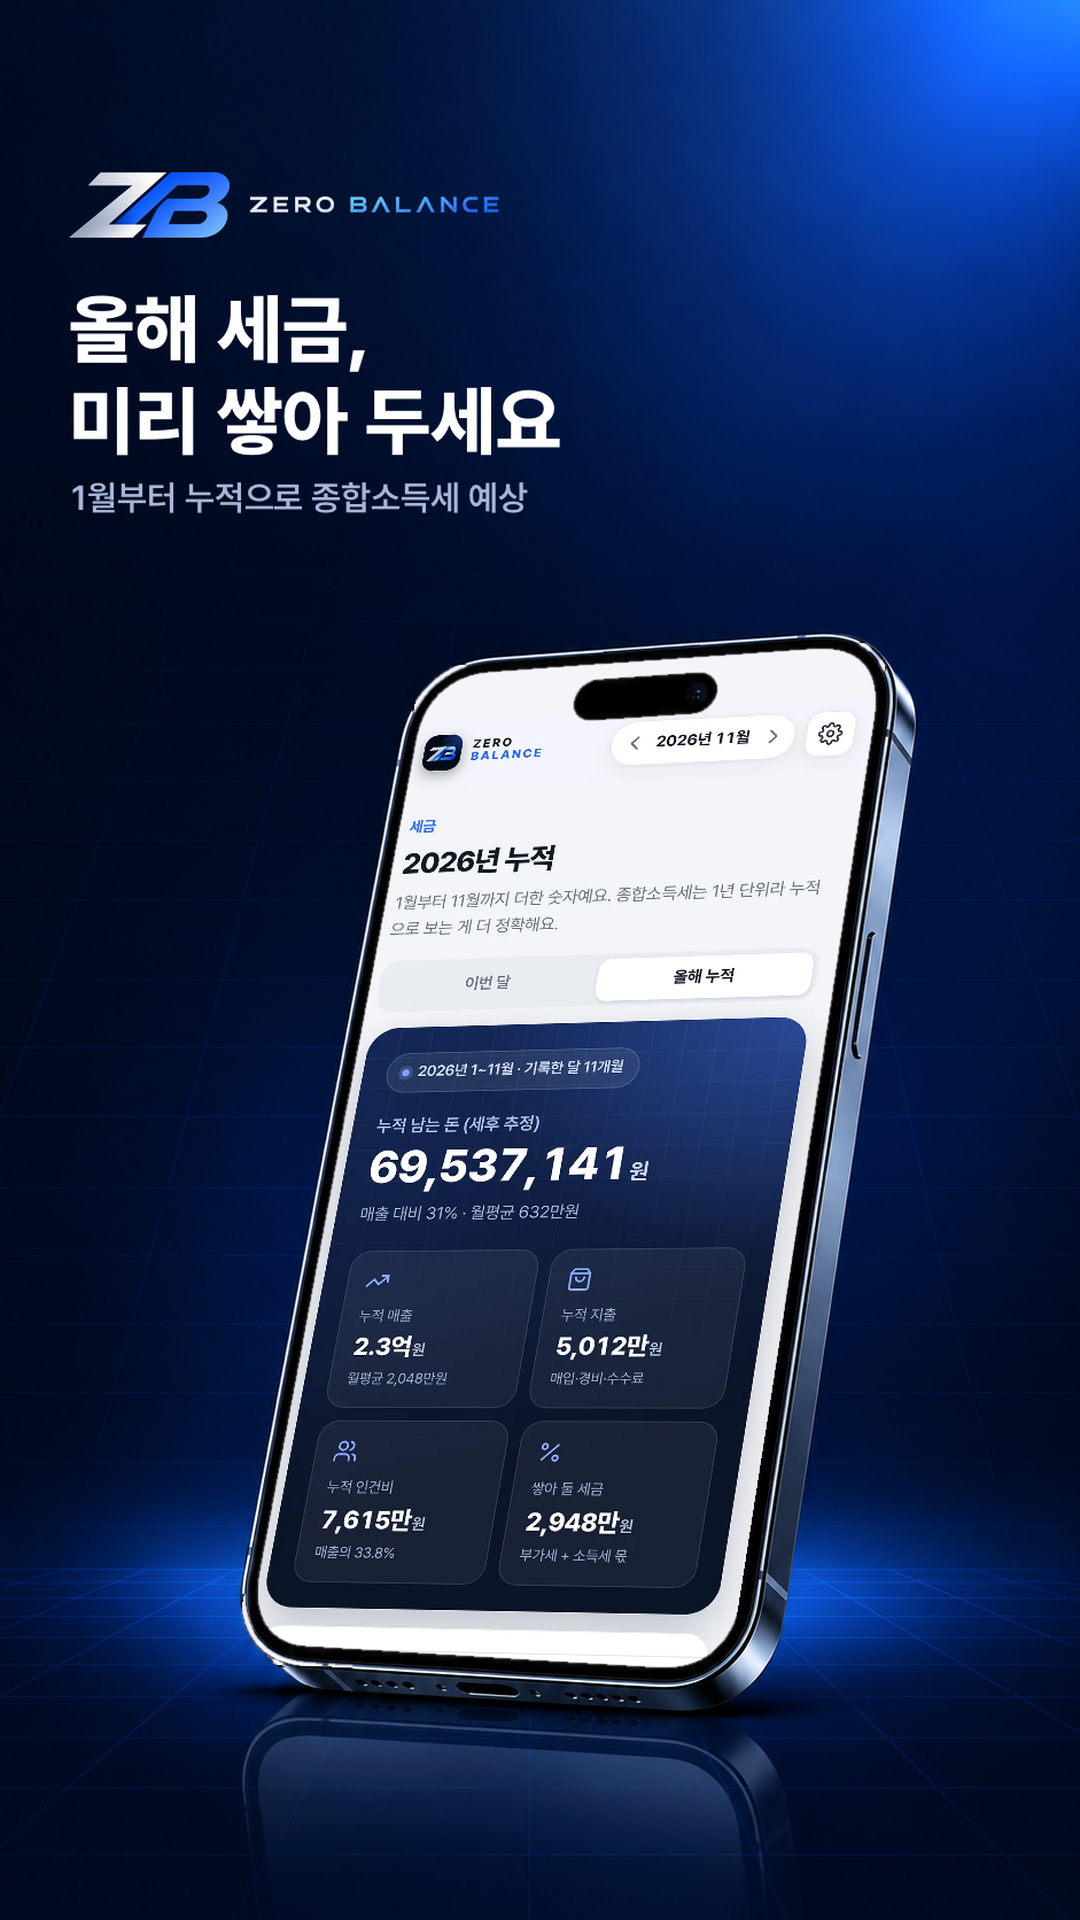 ZB ZERO BALANCE
올해 세금,
미리 쌓아 두세요
1월부터 누적으로 종합소득세 예상
ZB ZERO BALANCE
2026년 11월
세금
2026년 누적
1월부터 11월까지 더한 숫자예요. 종합소득세는 1년 단위라 누적
으로 보는 게 더 정확해요.
이번 달
올해 누적
2026년 1~11월 · 기록한 달 11개월
누적 남는 돈 (세후 추정)
69,537,141원
매출 대비 31% · 월평균 632만원
누적 매출
2.3억원
월평균 2,048만원
누적 지출
5,012만원
매입·경비·수수료
누적 인건비
7,615만원
매출의 33.8%
쌓아 둘 세금
2,948만원
부가세 + 소득세 몫